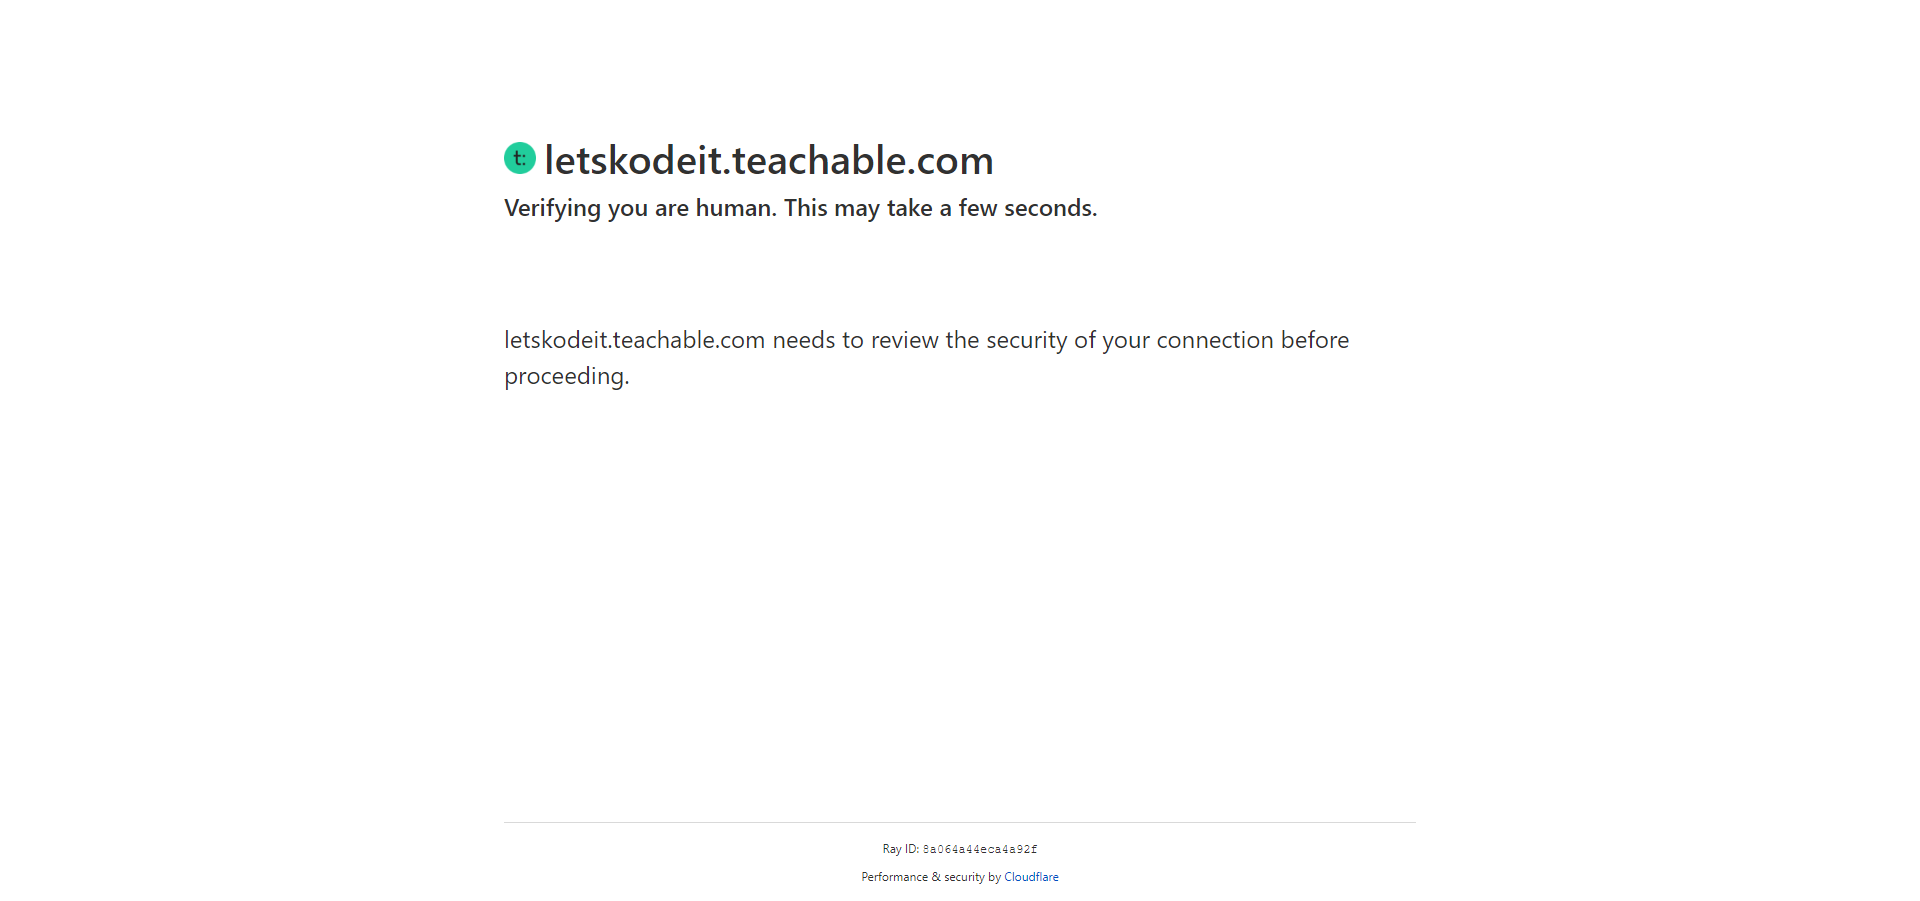 t:
letskodeit.teachable.com
Verifying you are human. This may take a few seconds.
letskodeit.teachable.com needs to review the security of your connection before
proceeding.
Ray ID: 8a064a44eca4a92f
Performance & security by Cloudflare